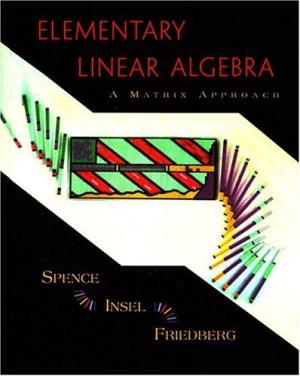 ELEMENTARY
LINEAR ALGEBRA
A MATRIX APPROACH
SPENCE
INSEL
FRIEDBERG